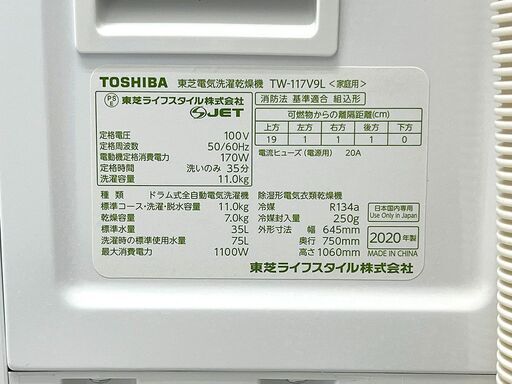 TOSHIBA 東芝電気洗濯乾燥機 TW-117V9L <家庭用>
PS E 東芝ライフスタイル株式会社
S JET
定格電圧 100V
定格周波数 50/60Hz
電動機定格消費電力 170W
定格時間 洗いのみ 35分
洗濯容量 11.0kg
消防法 基準適合 組込形
可燃物からの離隔距離(cm)
上方 左方 右方 後方 下方
19 1 1 1 0
電流ヒューズ(電源用) 20A
種類 ドラム式全自動電気洗濯機
標準コース・洗濯・脱水容量 11.0kg
乾燥容量 7.0kg
標準水量 35L
洗濯時の標準使用水量 75L
最大消費電力 1100W
除湿形電気衣類乾燥機
冷媒 R134a
冷媒封入量 250g
外形寸法 幅 645mm
奥行 750mm
高さ 1060mm
日本国内専用
Use Only in Japan
2020年製
MADE IN CHINA
東芝ライフスタイル株式会社